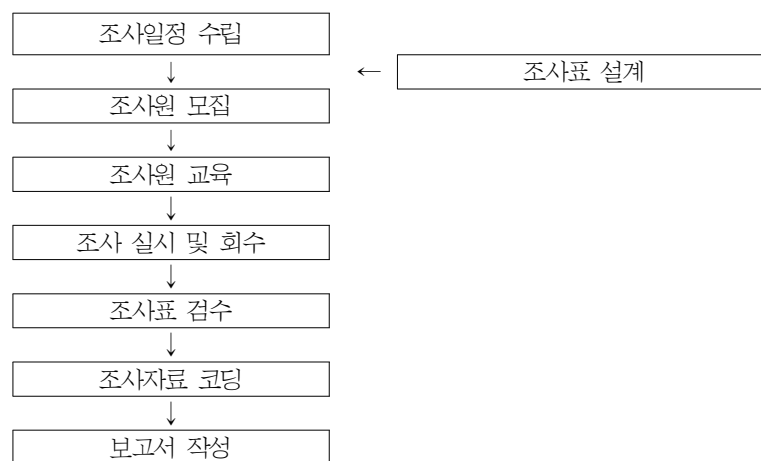 조사일정 수립
↓
← 조사표 설계
조사원 모집
↓
조사원 교육
↓
조사 실시 및 회수
↓
조사표 검수
↓
조사자료 코딩
↓
보고서 작성